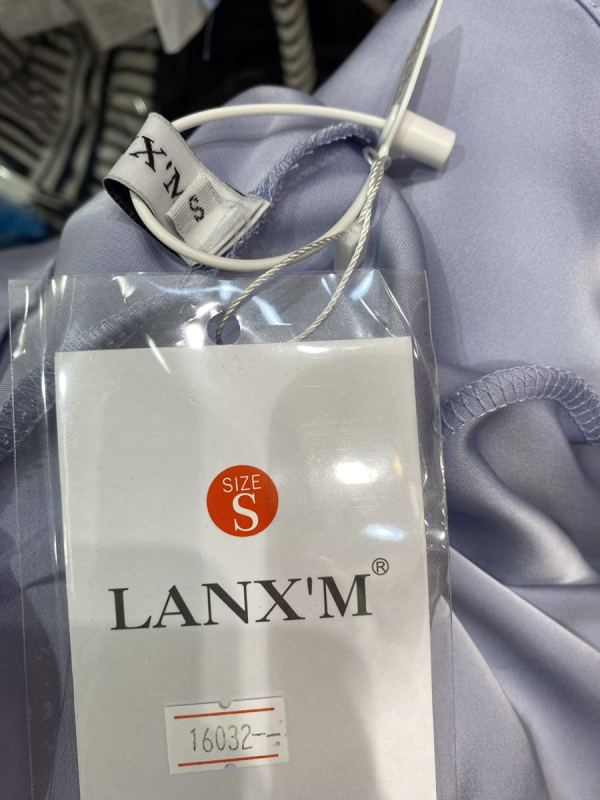 X'M
S
SIZE
S
LANX'M®
16032--